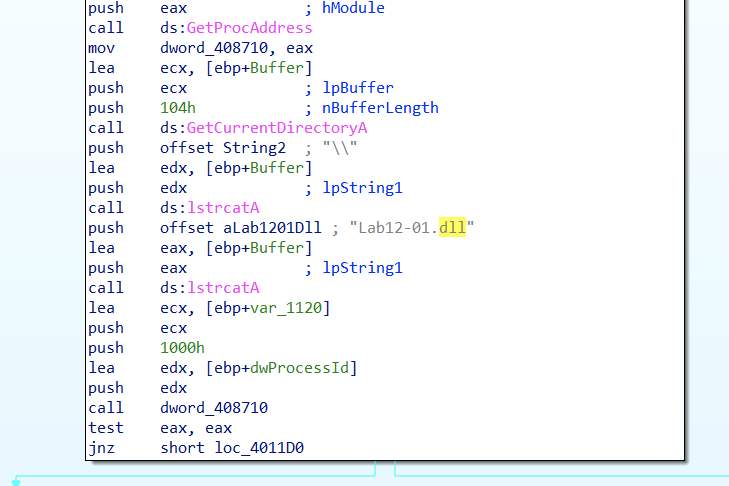 push eax ; hModule
call ds:GetProcAddress
mov dword_408710, eax
lea ecx, [ebp+Buffer]
push ecx ; lpBuffer
push 104h ; nBufferLength
call ds:GetCurrentDirectoryA
push offset String2 ; "\\"
lea edx, [ebp+Buffer]
push edx ; lpString1
call ds:lstrcatA
push offset aLab1201Dll ; "Lab12-01.dll"
lea eax, [ebp+Buffer]
push eax ; lpString1
call ds:lstrcatA
lea ecx, [ebp+var_1120]
push ecx
push 1000h
lea edx, [ebp+dwProcessId]
push edx
call dword_408710
test eax, eax
jnz short loc_4011D0